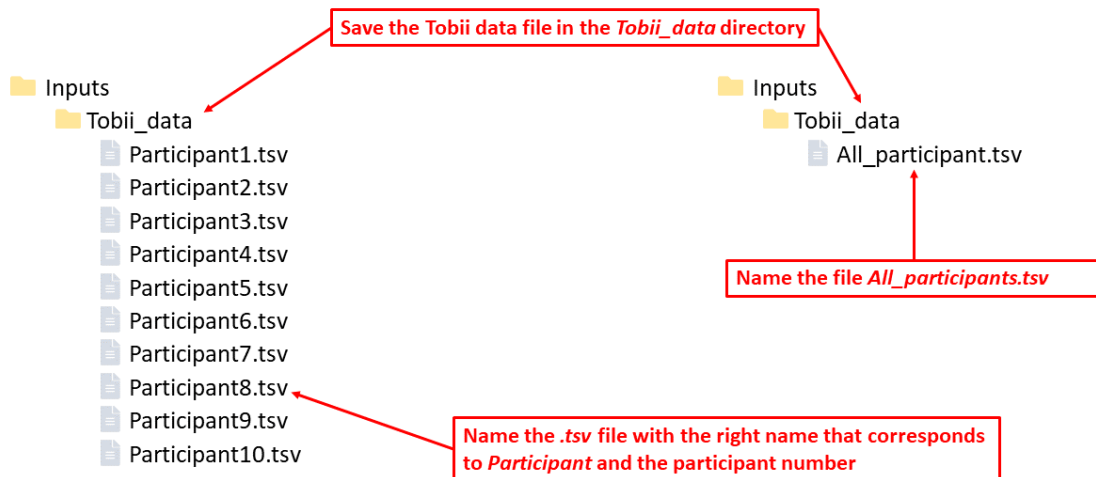 Save the Tobii data file in the Tobii_data directory
Inputs
Tobii_data
Participant1.tsv
Participant2.tsv
Participant3.tsv
Participant4.tsv
Participant5.tsv
Participant6.tsv
Participant7.tsv
Participant8.tsv
Participant9.tsv
Participant10.tsv
Name the .tsv file with the right name that corresponds
to Participant and the participant number
Inputs
Tobii_data
All_participant.tsv
Name the file All_participants.tsv